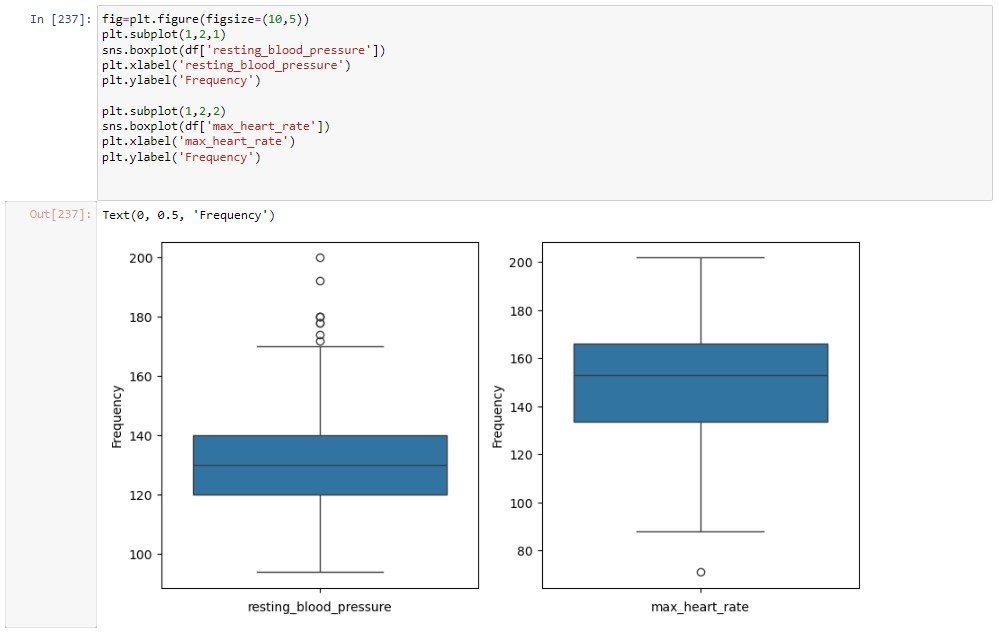 In [237]: fig=plt.figure(figsize=(10,5))
plt.subplot(1,2,1)
sns.boxplot(df['resting_blood_pressure'])
plt.xlabel('resting_blood_pressure')
plt.ylabel('Frequency')
plt.subplot(1,2,2)
sns.boxplot(df['max_heart_rate'])
plt.xlabel('max_heart_rate')
plt.ylabel('Frequency')
Out[237]: Text(0, 0.5, 'Frequency')
200
180
160
140
120
100
Frequency
resting_blood_pressure
200
180
160
140
120
100
80
Frequency
max_heart_rate